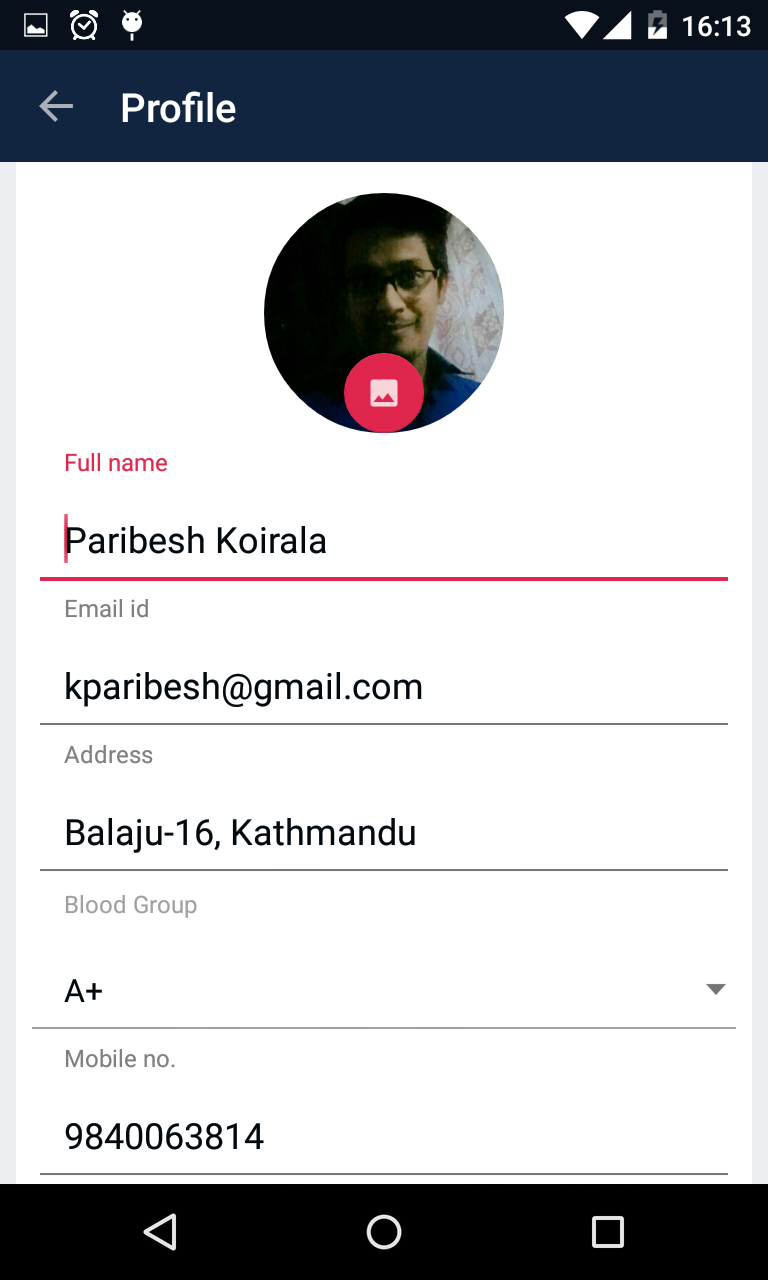 16:13
Profile
Full name
Paribesh Koirala
Email id
kparibesh@gmail.com
Address
Balaju-16, Kathmandu
Blood Group
A+
Mobile no.
9840063814